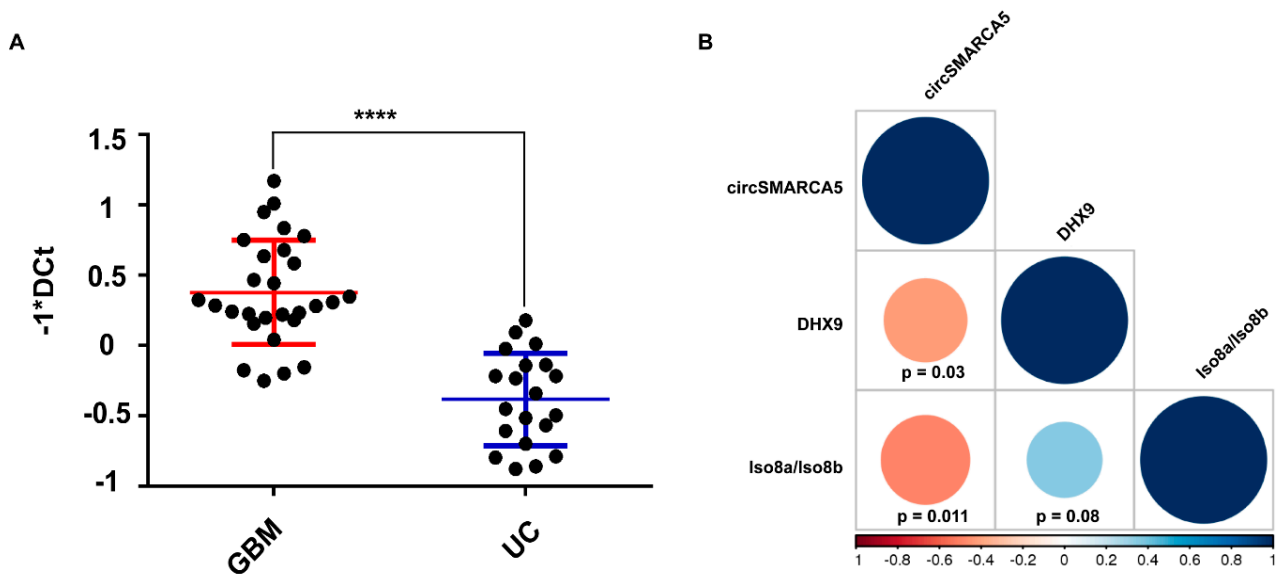 A
B
****
1.5
1
0.5
0
-0.5
-1
-1*DCt
GBM
UC
circSMARCA5
DHX9
Iso8a/Iso8b
circSMARCA5
DHX9
p = 0.03
Iso8a/Iso8b
p = 0.011
p = 0.08
1 -0.8 -0.6 -0.4 -0.2 0 0.2 0.4 0.6 0.8 1